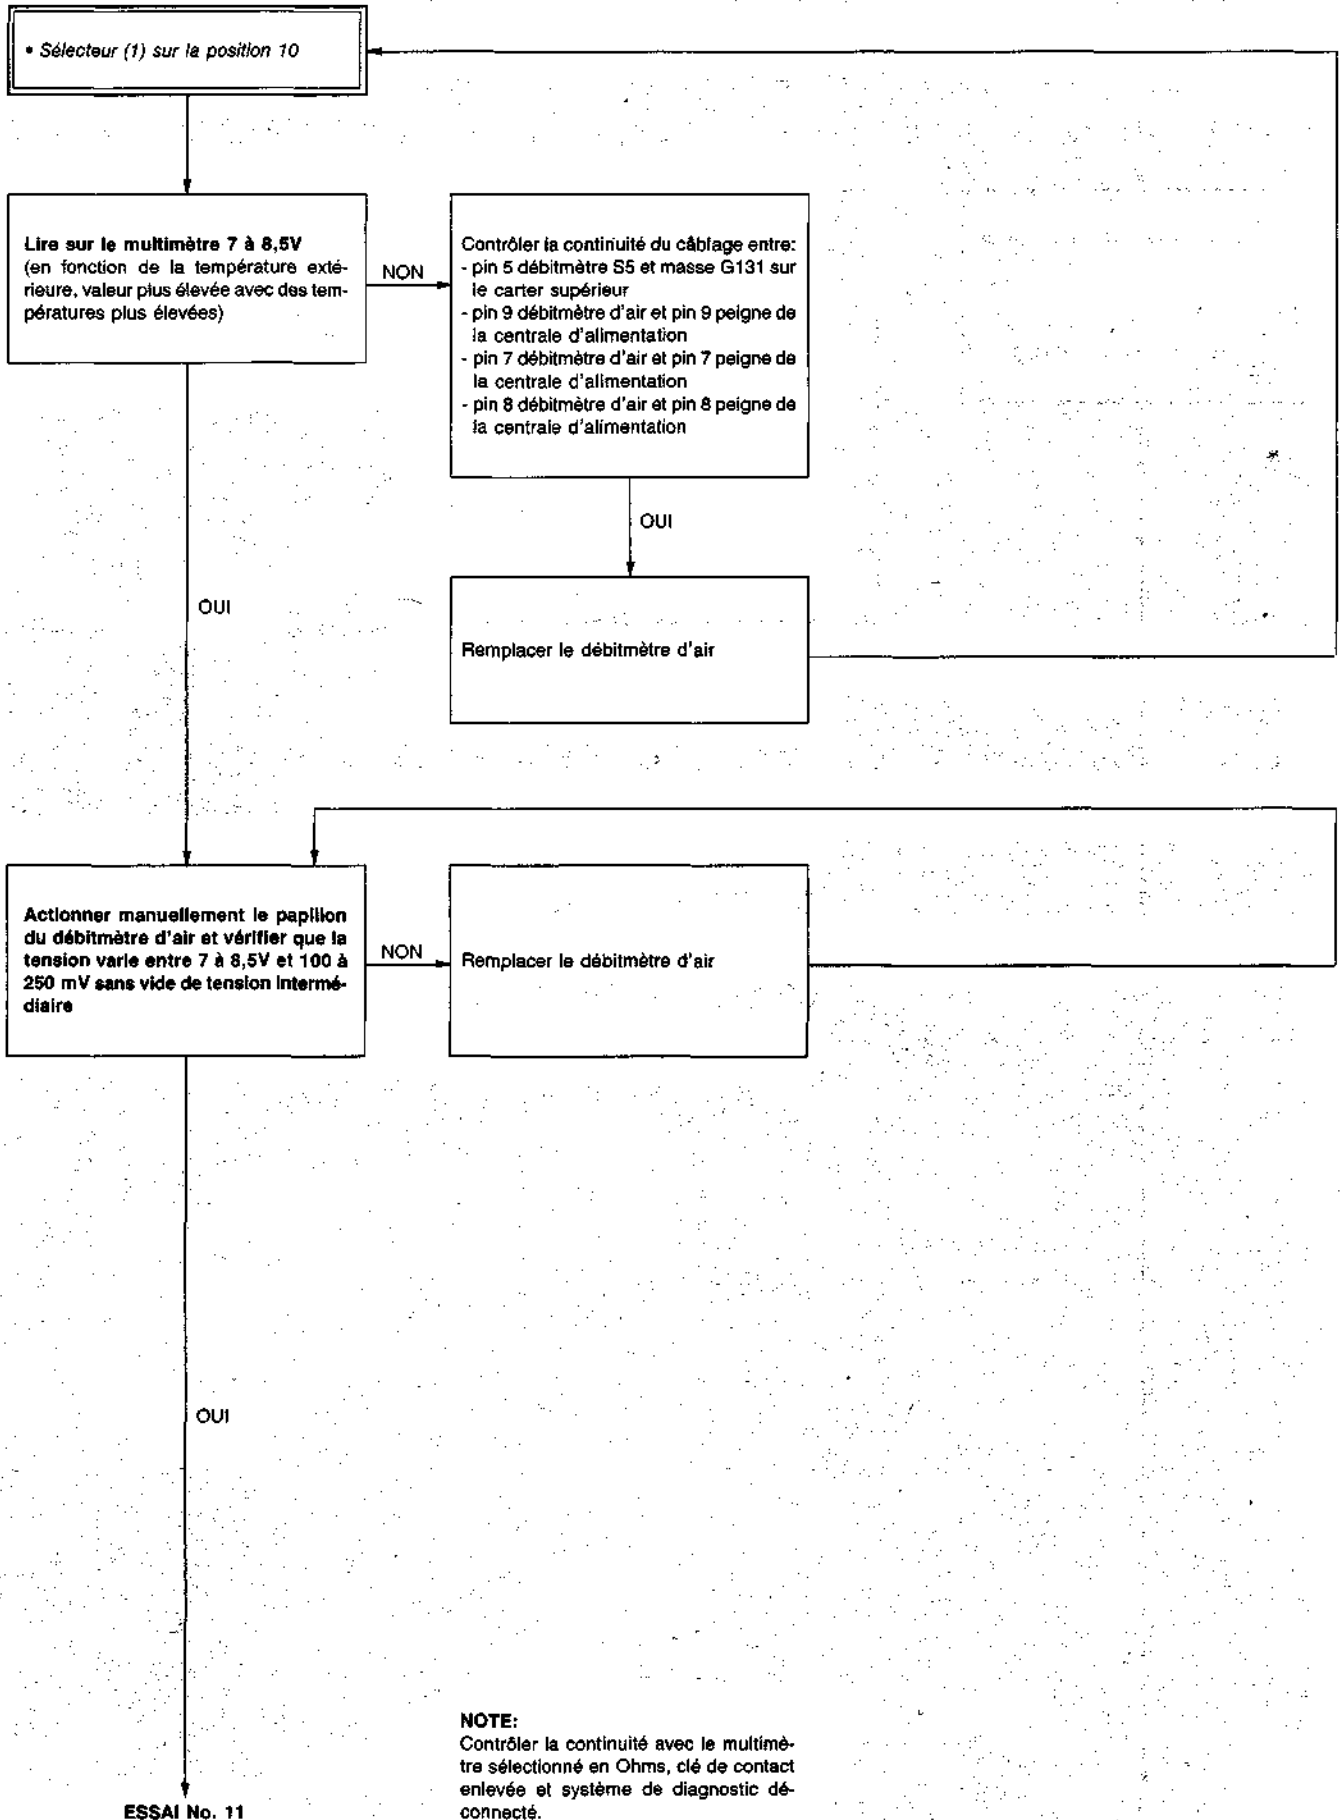 • Sélecteur (1) sur la position 10
Lire sur le multimètre 7 à 8,5V
(en fonction de la température exté-
rieure, valeur plus élevée avec des tem-
pératures plus élevées)
NON
Contrôler la continuité du câblage entre:
- pin 5 débitmètre S5 et masse G131 sur
le carter supérieur
- pin 9 débitmètre d'air et pin 9 peigne de
la centrale d'alimentation
- pin 7 débitmètre d'air et pin 7 peigne de
la centrale d'alimentation
- pin 8 débitmètre d'air et pin 8 peigne de
la centrale d'alimentation
OUI
OUI
Remplacer le débitmètre d'air
Actionner manuellement le papillon
du débitmètre d'air et vérifier que la
tension varie entre 7 à 8,5V et 100 à
250 mV sans vide de tension intermé-
diaire
NON
Remplacer le débitmètre d'air
OUI
NOTE:
Contrôler la continuité avec le multimè-
tre sélectionné en Ohms, clé de contact
enlevée et système de diagnostic dé-
connecté.
ESSAI No. 11